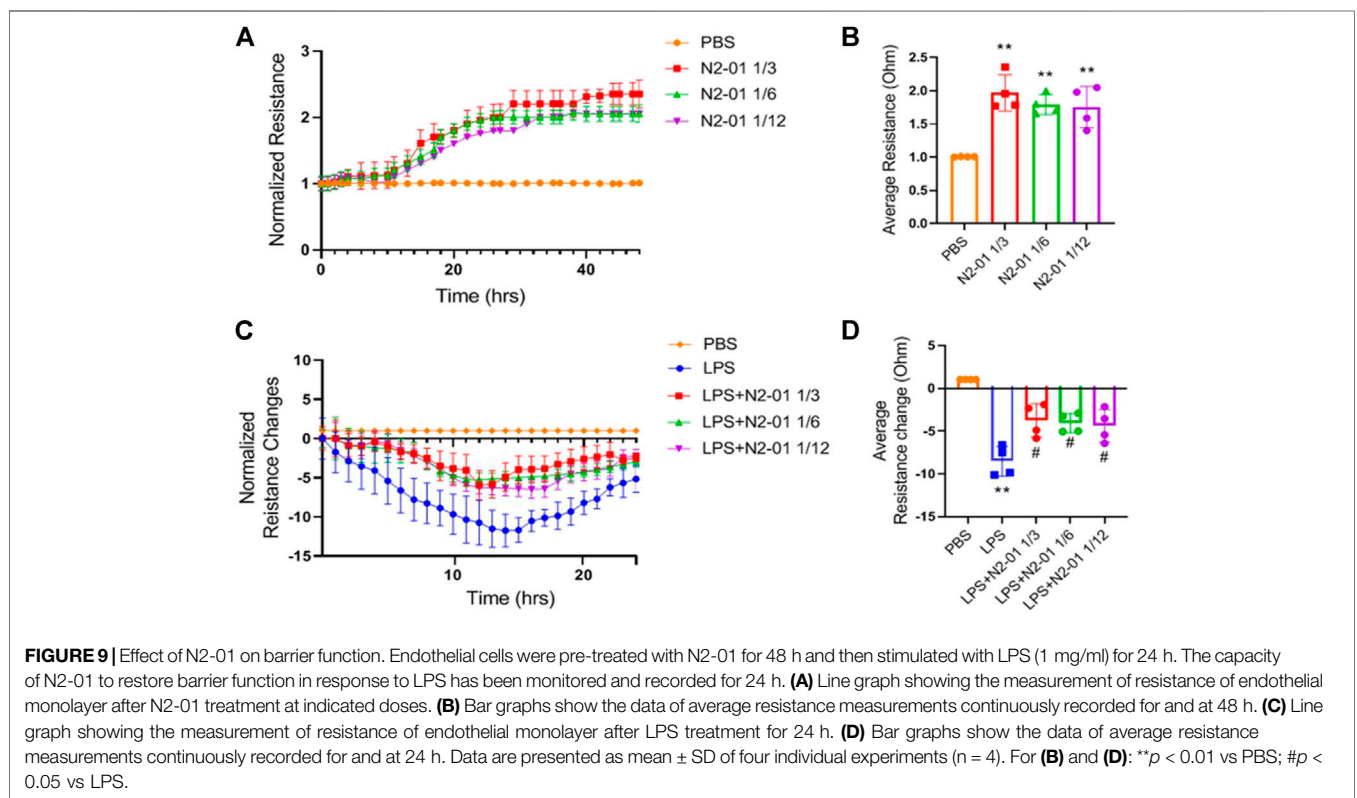 A
3
2
1
0
Normalized Resistance
0
20
40
Time (hrs)
PBS
N2-01 1/3
N2-01 1/6
N2-01 1/12
B
2.5
2.0
1.5
1.0
0.5
0.0
Average Resistance (Ohm)
**
**
**
PBS
N2-01 1/3
N2-01 1/6
N2-01 1/12
C
10
5
0
-5
-10
-15
Normalized
Reistance Changes
10
20
Time (hrs)
PBS
LPS
LPS+N2-01 1/3
LPS+N2-01 1/6
LPS+N2-01 1/12
D
5
0
-5
-10
-15
Average
Resistance change (Ohm)
**
#
#
#
PBS
LPS
LPS+N2-01 1/3
LPS+N2-01 1/6
LPS+N2-01 1/12
FIGURE 9 | Effect of N2-01 on barrier function. Endothelial cells were pre-treated with N2-01 for 48 h and then stimulated with LPS (1 mg/ml) for 24 h. The capacity
of N2-01 to restore barrier function in response to LPS has been monitored and recorded for 24 h. (A) Line graph showing the measurement of resistance of endothelial
monolayer after N2-01 treatment at indicated doses. (B) Bar graphs show the data of average resistance measurements continuously recorded for and at 48 h. (C) Line
graph showing the measurement of resistance of endothelial monolayer after LPS treatment for 24 h. (D) Bar graphs show the data of average resistance
measurements continuously recorded for and at 24 h. Data are presented as mean ± SD of four individual experiments (n = 4). For (B) and (D): **p < 0.01 vs PBS; #p <
0.05 vs LPS.